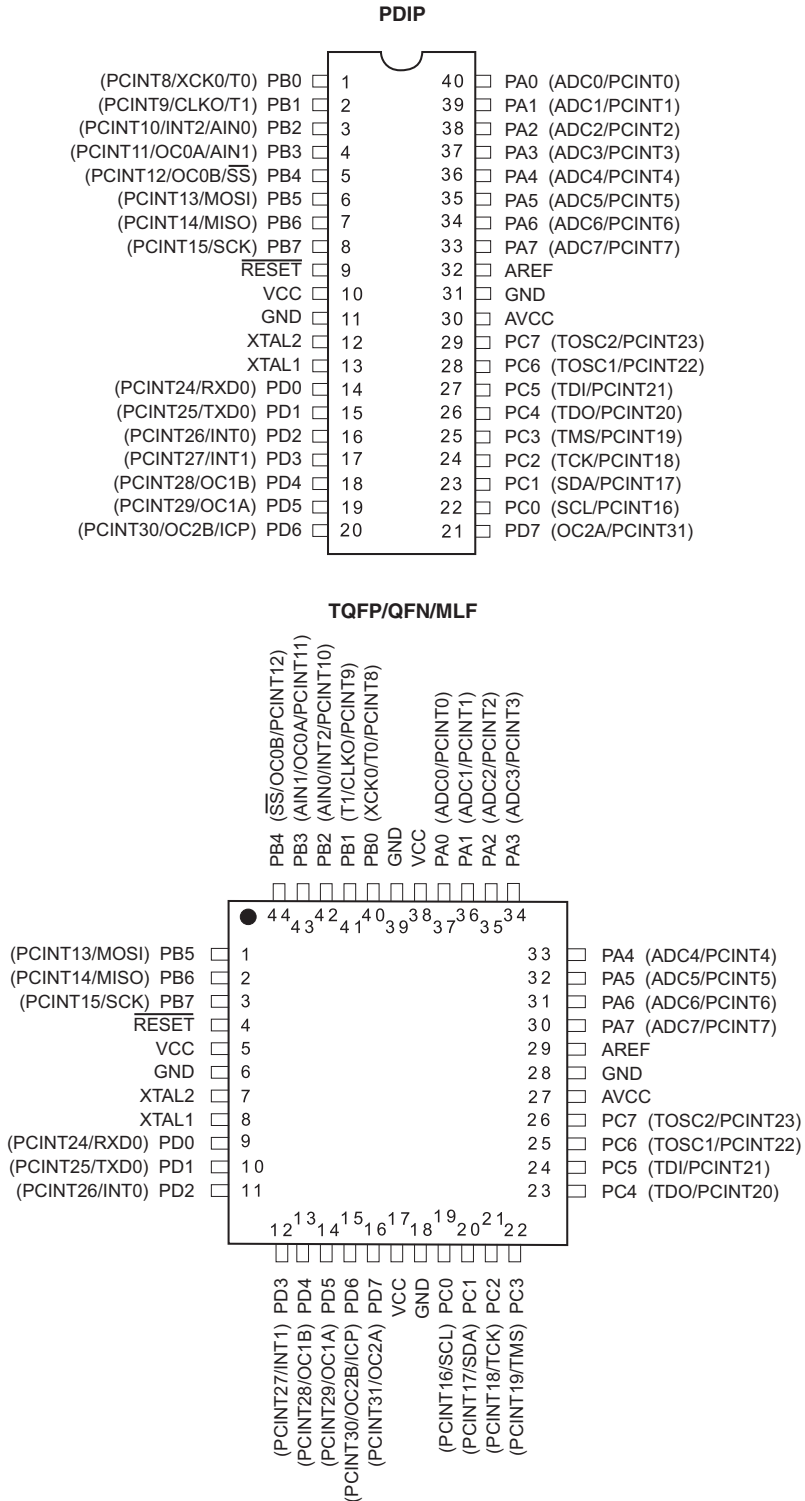 PDIP
(PCINT8/XCK0/T0) PB0 1 40 PA0 (ADC0/PCINT0)
(PCINT9/CLKO/T1) PB1 2 39 PA1 (ADC1/PCINT1)
(PCINT10/INT2/AIN0) PB2 3 38 PA2 (ADC2/PCINT2)
(PCINT11/OC0A/AIN1) PB3 4 37 PA3 (ADC3/PCINT3)
(PCINT12/OC0B/SS) PB4 5 36 PA4 (ADC4/PCINT4)
(PCINT13/MOSI) PB5 6 35 PA5 (ADC5/PCINT5)
(PCINT14/MISO) PB6 7 34 PA6 (ADC6/PCINT6)
(PCINT15/SCK) PB7 8 33 PA7 (ADC7/PCINT7)
RESET 9 32 AREF
VCC 10 31 GND
GND 11 30 AVCC
XTAL2 12 29 PC7 (TOSC2/PCINT23)
XTAL1 13 28 PC6 (TOSC1/PCINT22)
(PCINT24/RXD0) PD0 14 27 PC5 (TDI/PCINT21)
(PCINT25/TXD0) PD1 15 26 PC4 (TDO/PCINT20)
(PCINT26/INT0) PD2 16 25 PC3 (TMS/PCINT19)
(PCINT27/INT1) PD3 17 24 PC2 (TCK/PCINT18)
(PCINT28/OC1B) PD4 18 23 PC1 (SDA/PCINT17)
(PCINT29/OC1A) PD5 19 22 PC0 (SCL/PCINT16)
(PCINT30/OC2B/ICP) PD6 20 21 PD7 (OC2A/PCINT31)
TQFP/QFN/MLF
PB4 (SS/OC0B/PCINT12)
PB3 (AIN1/OC0A/PCINT11)
PB2 (AIN0/INT2/PCINT10)
PB1 (T1/CLKO/PCINT9)
PB0 (XCK0/T0/PCINT8)
GND
VCC
PA0 (ADC0/PCINT0)
PA1 (ADC1/PCINT1)
PA2 (ADC2/PCINT2)
PA3 (ADC3/PCINT3)
44 43 42 41 40 39 38 37 36 35 34
(PCINT13/MOSI) PB5 1 33 PA4 (ADC4/PCINT4)
(PCINT14/MISO) PB6 2 32 PA5 (ADC5/PCINT5)
(PCINT15/SCK) PB7 3 31 PA6 (ADC6/PCINT6)
RESET 4 30 PA7 (ADC7/PCINT7)
VCC 5 29 AREF
GND 6 28 GND
XTAL2 7 27 AVCC
XTAL1 8 26 PC7 (TOSC2/PCINT23)
(PCINT24/RXD0) PD0 9 25 PC6 (TOSC1/PCINT22)
(PCINT25/TXD0) PD1 10 24 PC5 (TDI/PCINT21)
(PCINT26/INT0) PD2 11 23 PC4 (TDO/PCINT20)
12 13 14 15 16 17 18 19 20 21 22
(PCINT27/INT1) PD3
(PCINT28/OC1B) PD4
(PCINT29/OC1A) PD5
(PCINT30/OC2B/ICP) PD6
(PCINT31/OC2A) PD7
VCC
GND
(PCINT16/SCL) PC0
(PCINT17/SDA) PC1
(PCINT18/TCK) PC2
(PCINT19/TMS) PC3